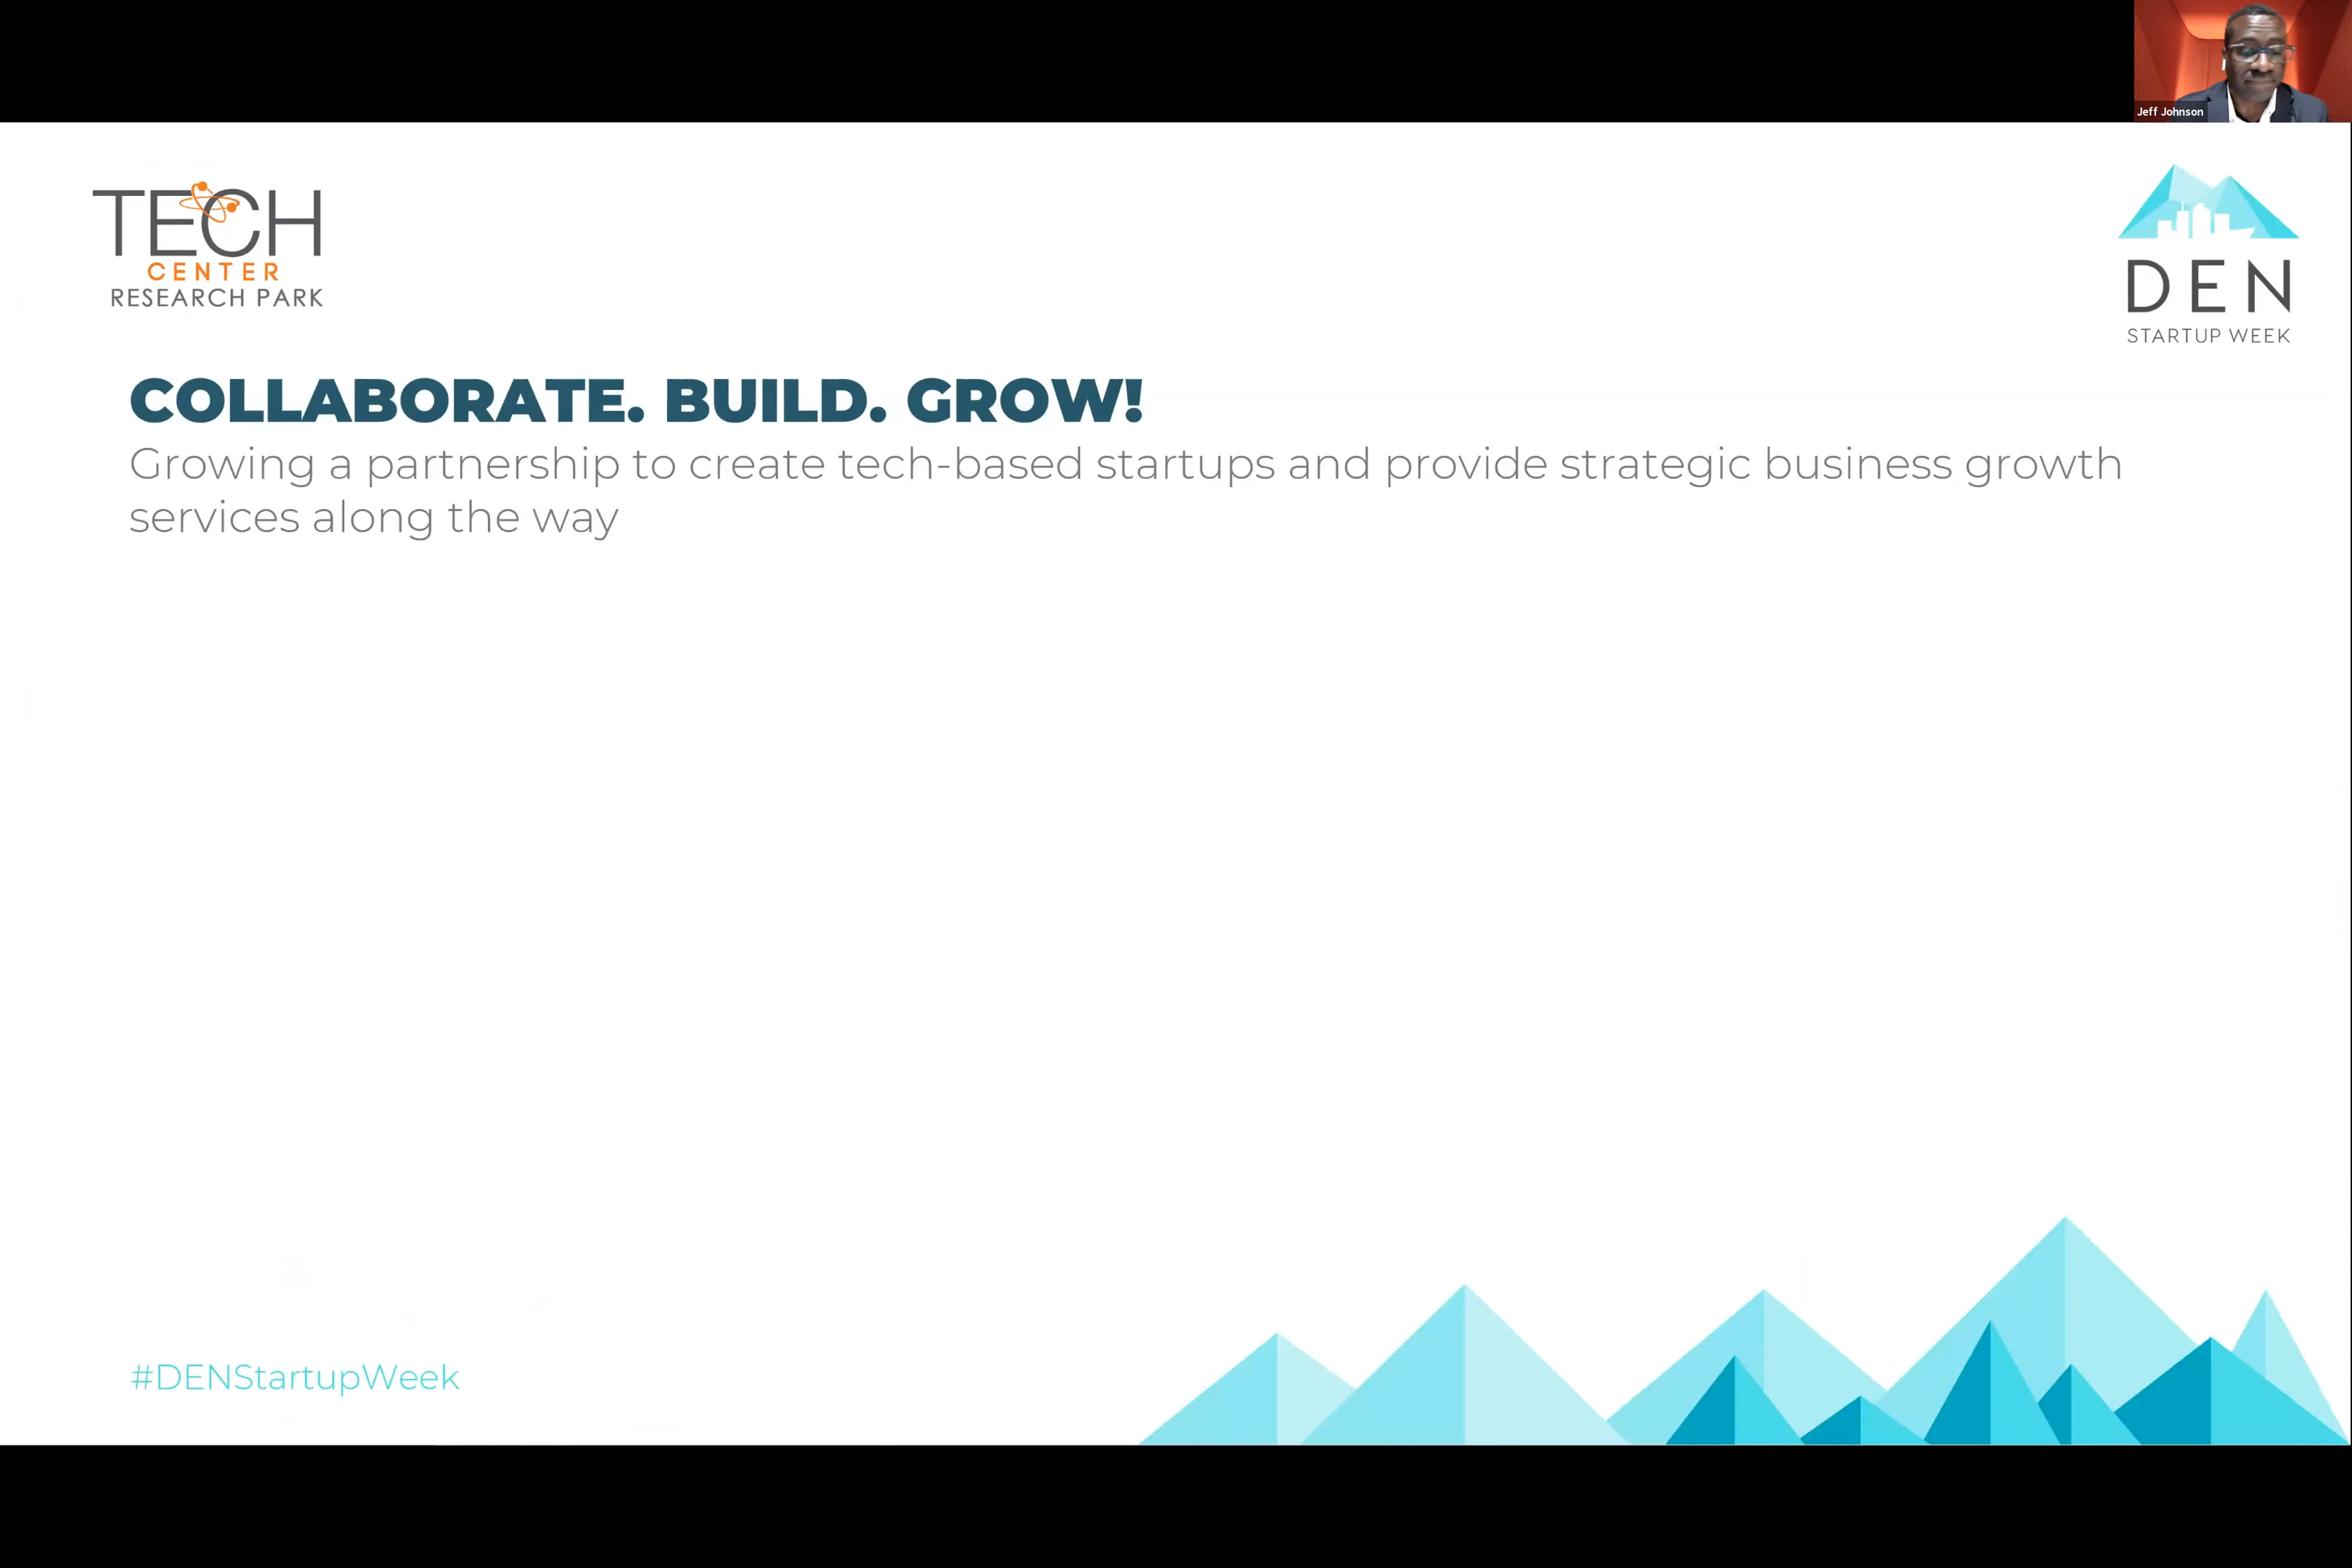 Jeff Johnson
TECH
CENTER
RESEARCH PARK
DEN
STARTUP WEEK
COLLABORATE. BUILD. GROW!
Growing a partnership to create tech-based startups and provide strategic business growth
services along the way
#DENStartupWeek